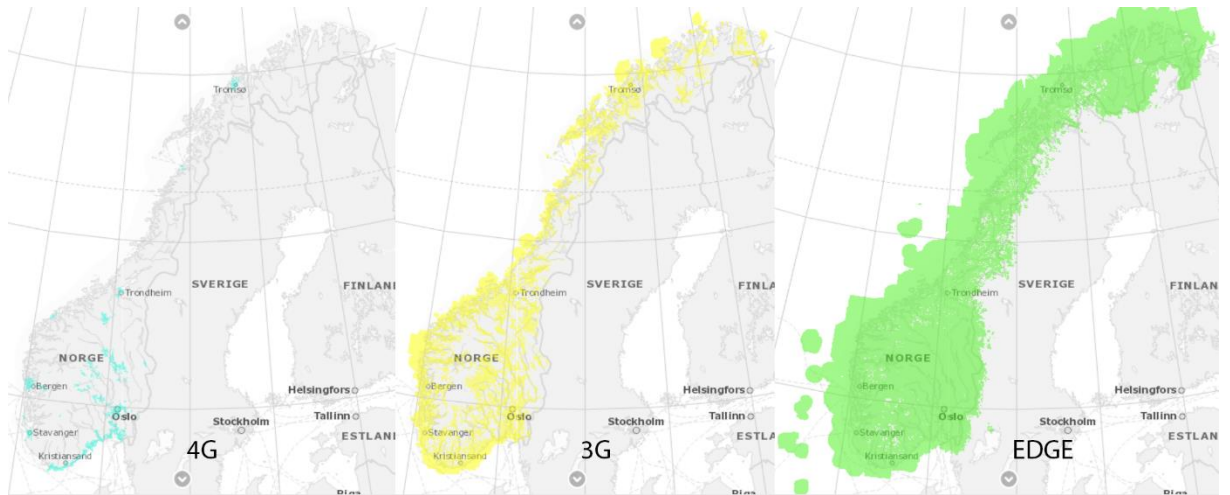 Tromsø
Trondheim
SVERIGE
FINLAN
NORGE
Bergen
Helsingfors
Oslo
Stockholm
Tallinn
Stavanger
ESTLAN
Kristiansand
4G
Riga
Tromsø
Trondheim
SVERIGE
FINLAN
NORGE
Bergen
Helsingfors
Oslo
Stockholm
Tallinn
Stavanger
ESTLAN
Kristiansand
3G
Riga
Tromsø
Trondheim
SVERIGE
FINLAN
NORGE
Bergen
Helsingfors
Oslo
Stockholm
Tallinn
Stavanger
ESTLAN
Kristiansand
EDGE
Riga